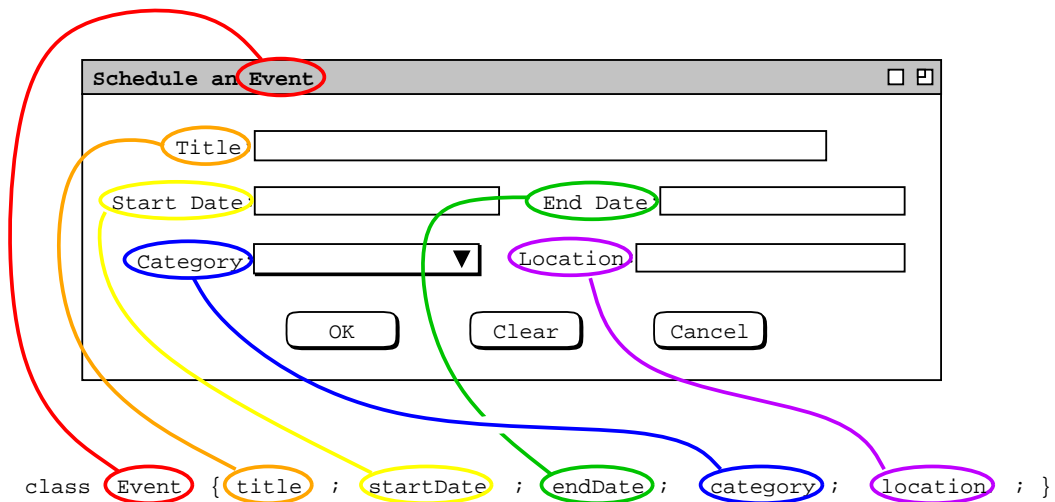 Schedule an Event
Title:
Start Date: End Date:
Category: Location:
OK Clear Cancel
class Event { title ; startDate ; endDate ; category ; location ; }